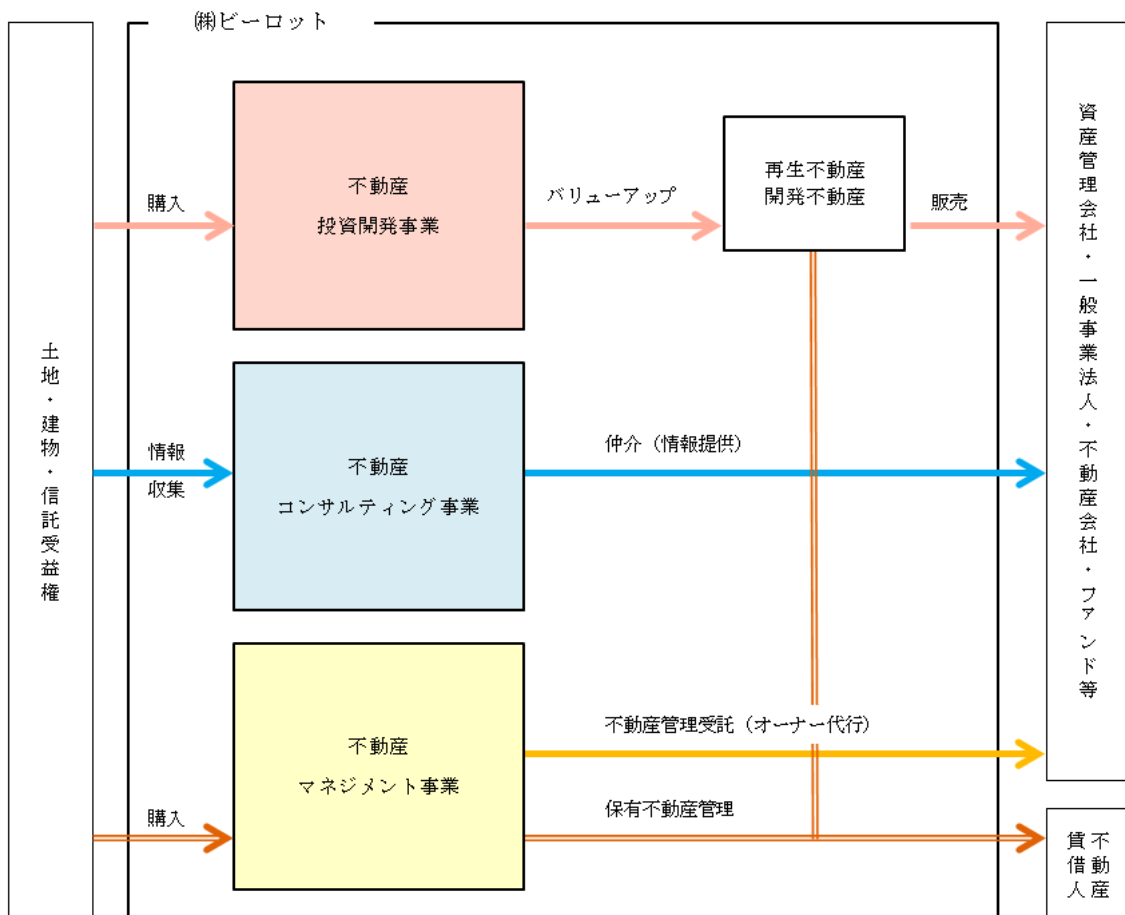 ㈱ビーロット
土地・建物・信託受益権
購入
不動産
投資開発事業
バリューアップ
再生不動産
開発不動産
販売
資産管理会社・一般事業法人・不動産会社・ファンド等
情報
収集
不動産
コンサルティング事業
仲介（情報提供）
不動産
マネジメント事業
不動産管理受託（オーナー代行）
購入
保有不動産管理
不動産
賃借人